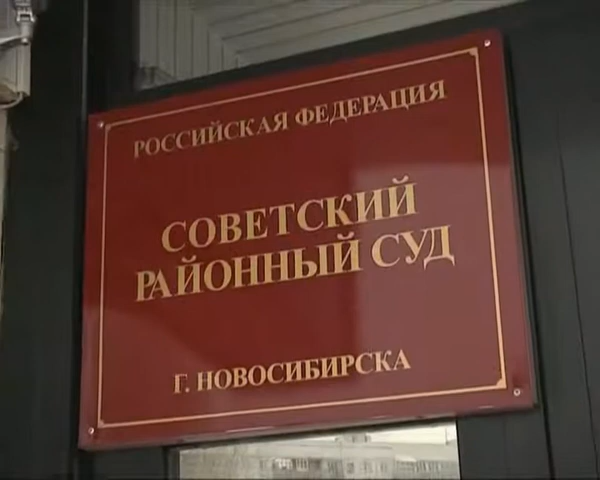 РОССИЙСКАЯ ФЕДЕРАЦИЯ
СОВЕТСКИЙ
РАЙОННЫЙ СУД
Г. НОВОСИБИРСКА